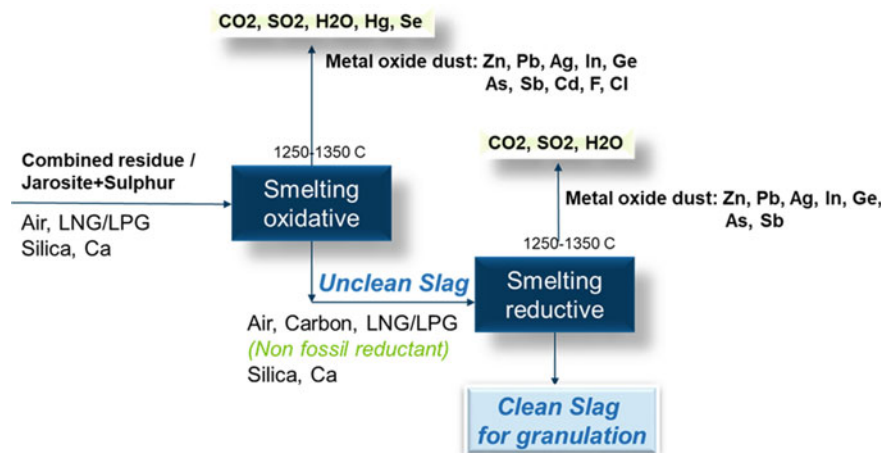 CO2, SO2, H2O, Hg, Se
Metal oxide dust: Zn, Pb, Ag, In, Ge
As, Sb, Cd, F, Cl
CO2, SO2, H2O
Combined residue /
Jarosite+Sulphur
1250-1350 C
Smelting
oxidative
Air, LNG/LPG
Silica, Ca
Metal oxide dust: Zn, Pb, Ag, In, Ge,
As, Sb
1250-1350 C
Unclean Slag
Smelting
reductive
Air, Carbon, LNG/LPG
(Non fossil reductant)
Silica, Ca
Clean Slag
for granulation